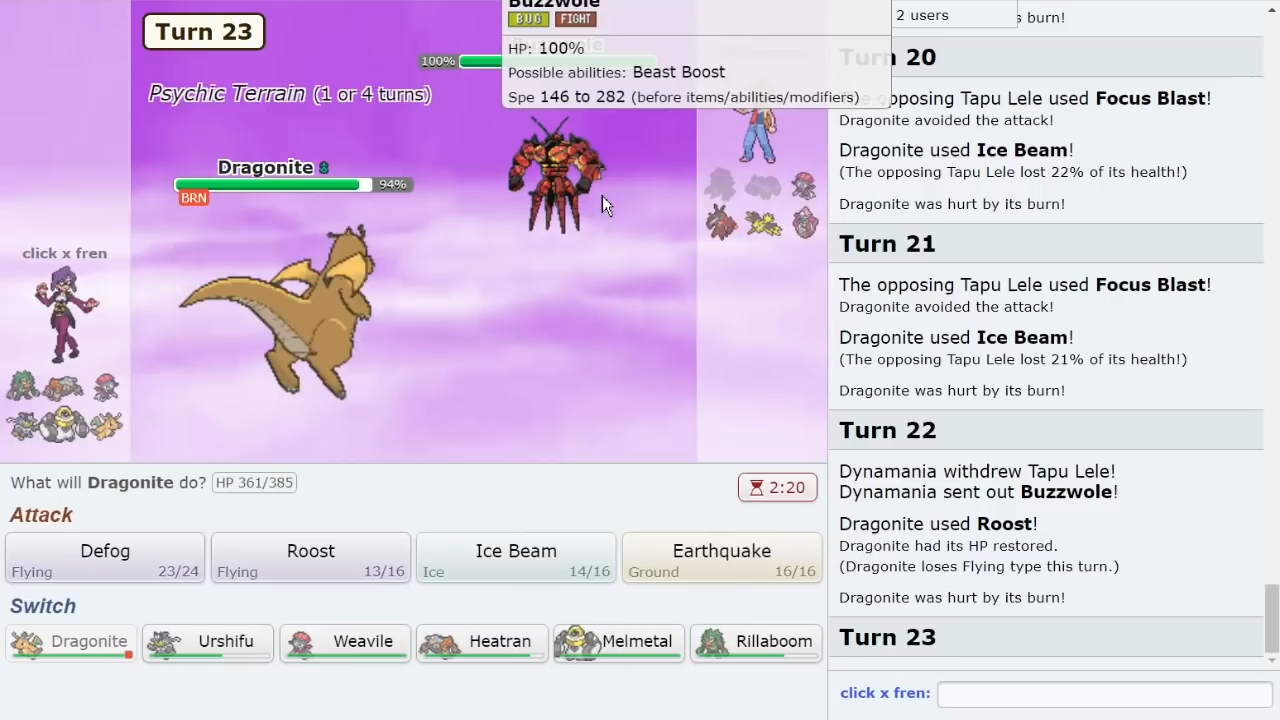 Turn 23
Psychic Terrain (1 or 4 turns)
Buzzwole
BUG FIGHT
HP: 100%
Possible abilities: Beast Boost
Spe 146 to 282 (before items/abilities/modifiers)
100%
Dragonite
94%
BRN
click x fren
What will Dragonite do? HP 361/385
2:20
Attack
Defog
Flying 23/24
Roost
Flying 13/16
Ice Beam
Ice 14/16
Earthquake
Ground 16/16
Switch
Dragonite
Urshifu
Weavile
Heatran
Melmetal
Rillaboom
2 users
s burn!
Turn 20
opposing Tapu Lele used Focus Blast!
Dragonite avoided the attack!
Dragonite used Ice Beam!
(The opposing Tapu Lele lost 22% of its health!)
Dragonite was hurt by its burn!
Turn 21
The opposing Tapu Lele used Focus Blast!
Dragonite avoided the attack!
Dragonite used Ice Beam!
(The opposing Tapu Lele lost 21% of its health!)
Dragonite was hurt by its burn!
Turn 22
Dynamania withdrew Tapu Lele!
Dynamania sent out Buzzwole!
Dragonite used Roost!
Dragonite had its HP restored.
(Dragonite loses Flying type this turn.)
Dragonite was hurt by its burn!
Turn 23
click x fren: